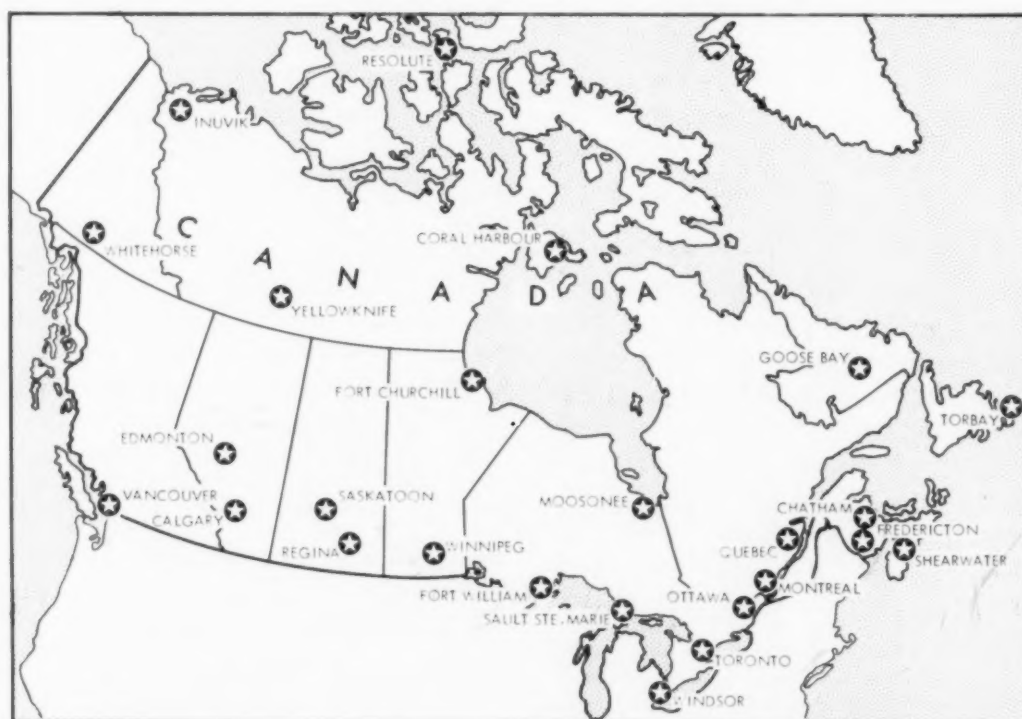 RESOLUTE
INUVIK
WHITEHORSE
CORAL HARBOUR
C A N A D A
YELLOWKNIFE
GOOSE BAY
FORT CHURCHILL
TORBAY
EDMONTON
VANCOUVER
SASKATOON
MOOSONEE
CHATHAM
CALGARY
FREDERICTON
REGINA
WINNIPEG
QUEBEC
SHEARWATER
FORT WILLIAM
OTTAWA
MONTREAL
SAULT STE. MARIE
TORONTO
WINDSOR